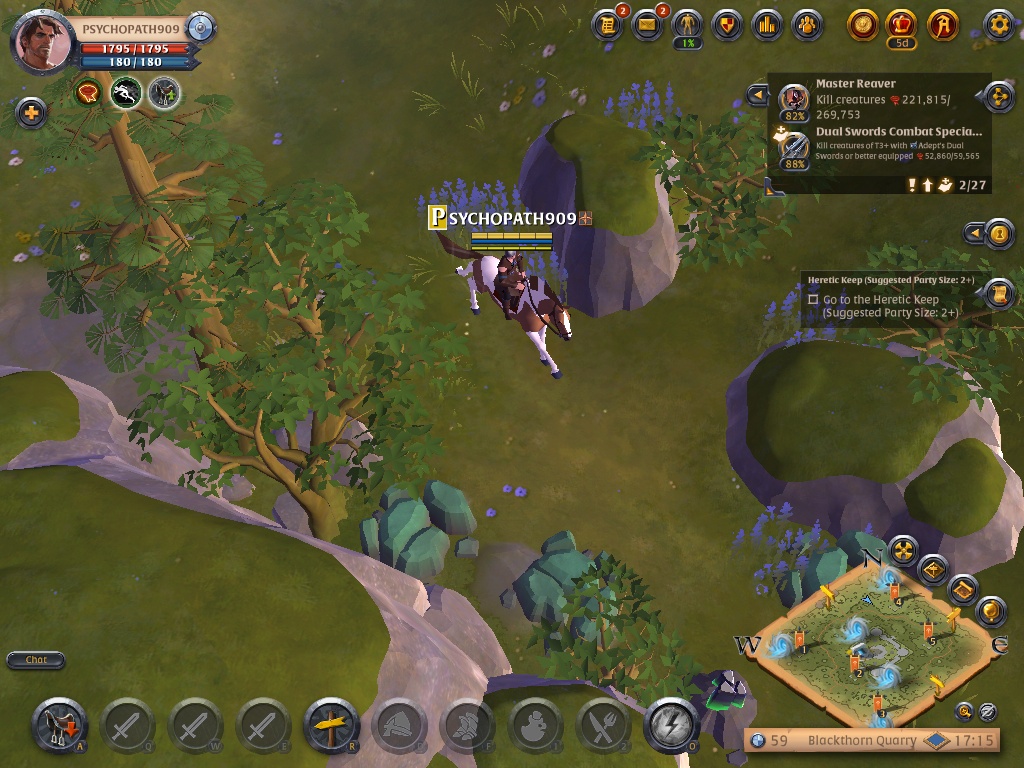 PSYCHOPATH909
1795/1795
180/180
2
2
1%
5d
Master Reaver
Kill creatures 221,815/
269,753
82%
Dual Swords Combat Specia...
Kill creatures of T3+ with Adept's Dual
Swords or better equipped 52,860/59,565
88%
2/27
PSYCHOPATH909
Heretic Keep (Suggested Party Size: 2+)
Go to the Heretic Keep
(Suggested Party Size: 2+)
N
W
E
4
1
5
2
3
Chat
A
Q
W
E
R
F
1
2
O
59 Blackthorn Quarry 17:15